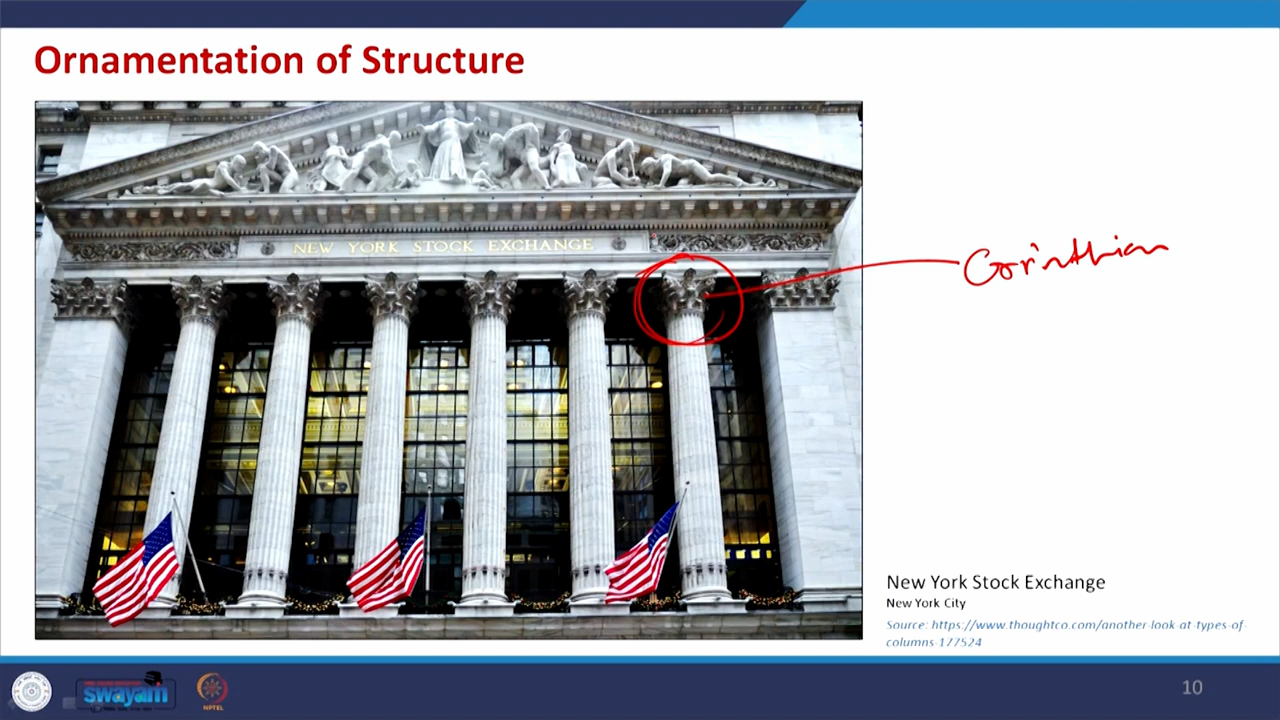 Ornamentation of Structure
NEW YORK STOCK EXCHANGE
Corinthian
New York Stock Exchange
New York City
Source: https://www.thoughtco.com/another-look-at-types-of-
columns-177524
swayam
NPTEL
10